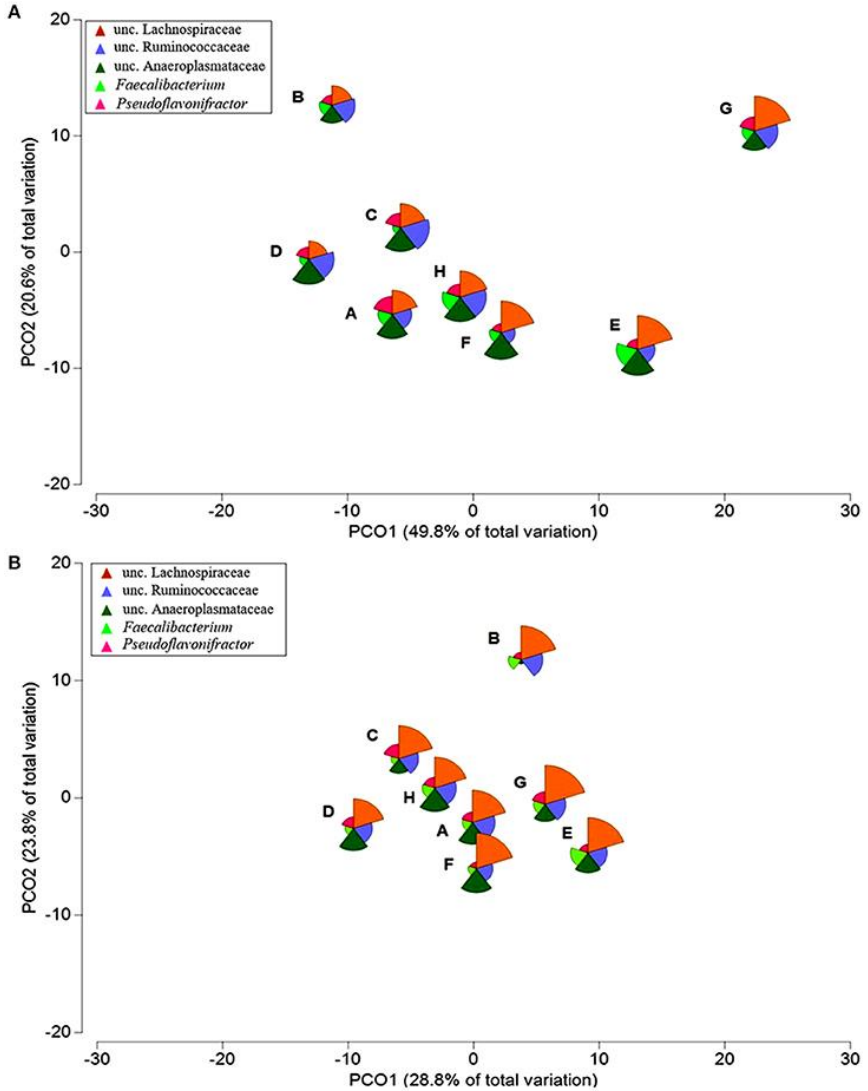 A
20
10
0
-10
-20
PCO2 (20.6% of total variation)
unc. Lachnospiraceae
unc. Ruminococcaceae
unc. Anaeroplasmataceae
Faecalibacterium
Pseudoflavonifractor
B
G
C
D
H
A
F
E
-30
-20
-10
0
10
20
30
PCO1 (49.8% of total variation)
B
20
10
0
-10
-20
PCO2 (23.8% of total variation)
unc. Lachnospiraceae
unc. Ruminococcaceae
unc. Anaeroplasmataceae
Faecalibacterium
Pseudoflavonifractor
B
C
G
H
D
A
E
F
-30
-20
-10
0
10
20
30
PCO1 (28.8% of total variation)